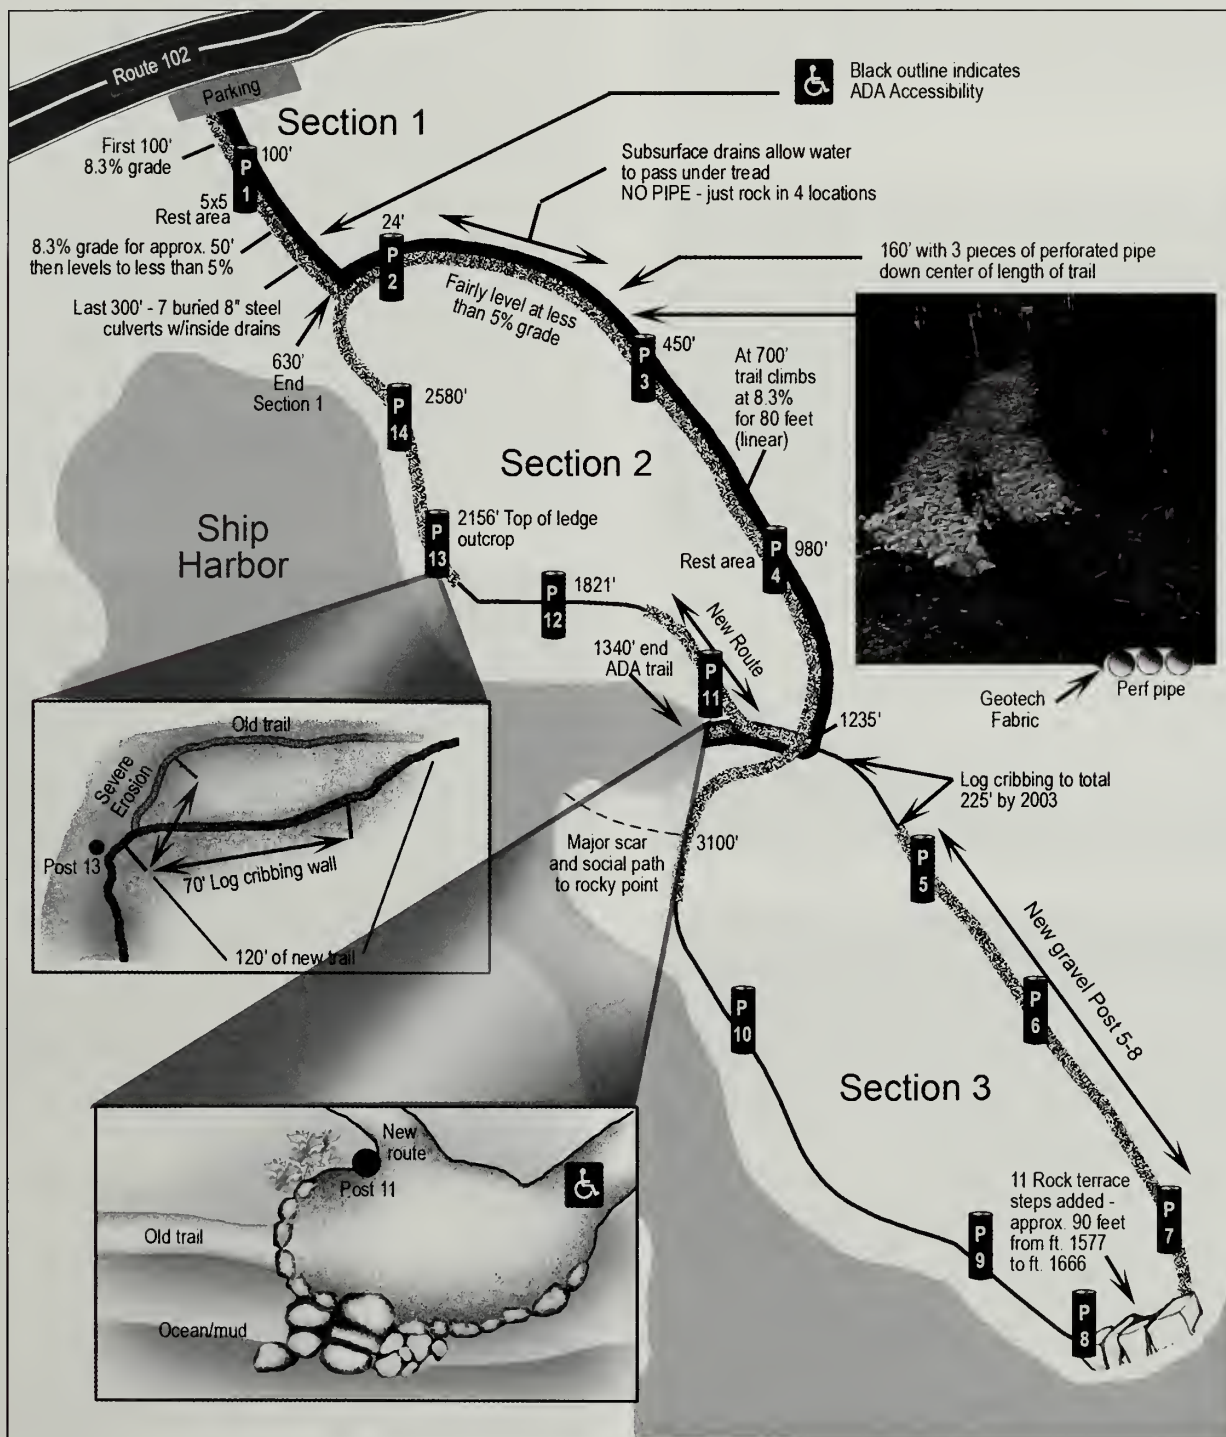 Route 102
Parking
Section 1
Black outline indicates
ADA Accessibility
First 100'
8.3% grade
100'
P
1
5x5
Rest area
8.3% grade for approx. 50'
then levels to less than 5%
Last 300' - 7 buried 8" steel
culverts w/inside drains
630'
End
Section 1
24'
P
2
Subsurface drains allow water
to pass under tread
NO PIPE - just rock in 4 locations
160' with 3 pieces of perforated pipe
down center of length of trail
Fairly level at less
than 5% grade
450'
P
3
At 700'
trail climbs
at 8.3%
for 80 feet
(linear)
P
14
2580'
Section 2
Ship
Harbor
P
13
2156' Top of ledge
outcrop
Rest area
P
4
980'
P
12
1821'
New Route
1340' end
ADA trail
P
11
1235'
Geotech
Fabric
Perf pipe
Old trail
Severe
Erosion
Post 13
70' Log cribbing wall
120' of new trail
Log cribbing to total
225' by 2003
Major scar
and social path
to rocky point
3100'
P
5
New gravel Post 5-8
P
6
P
10
Section 3
11 Rock terrace
steps added -
approx. 90 feet
from ft. 1577
to ft. 1666
P
7
P
9
P
8
New
route
Post 11
Old trail
Ocean/mud